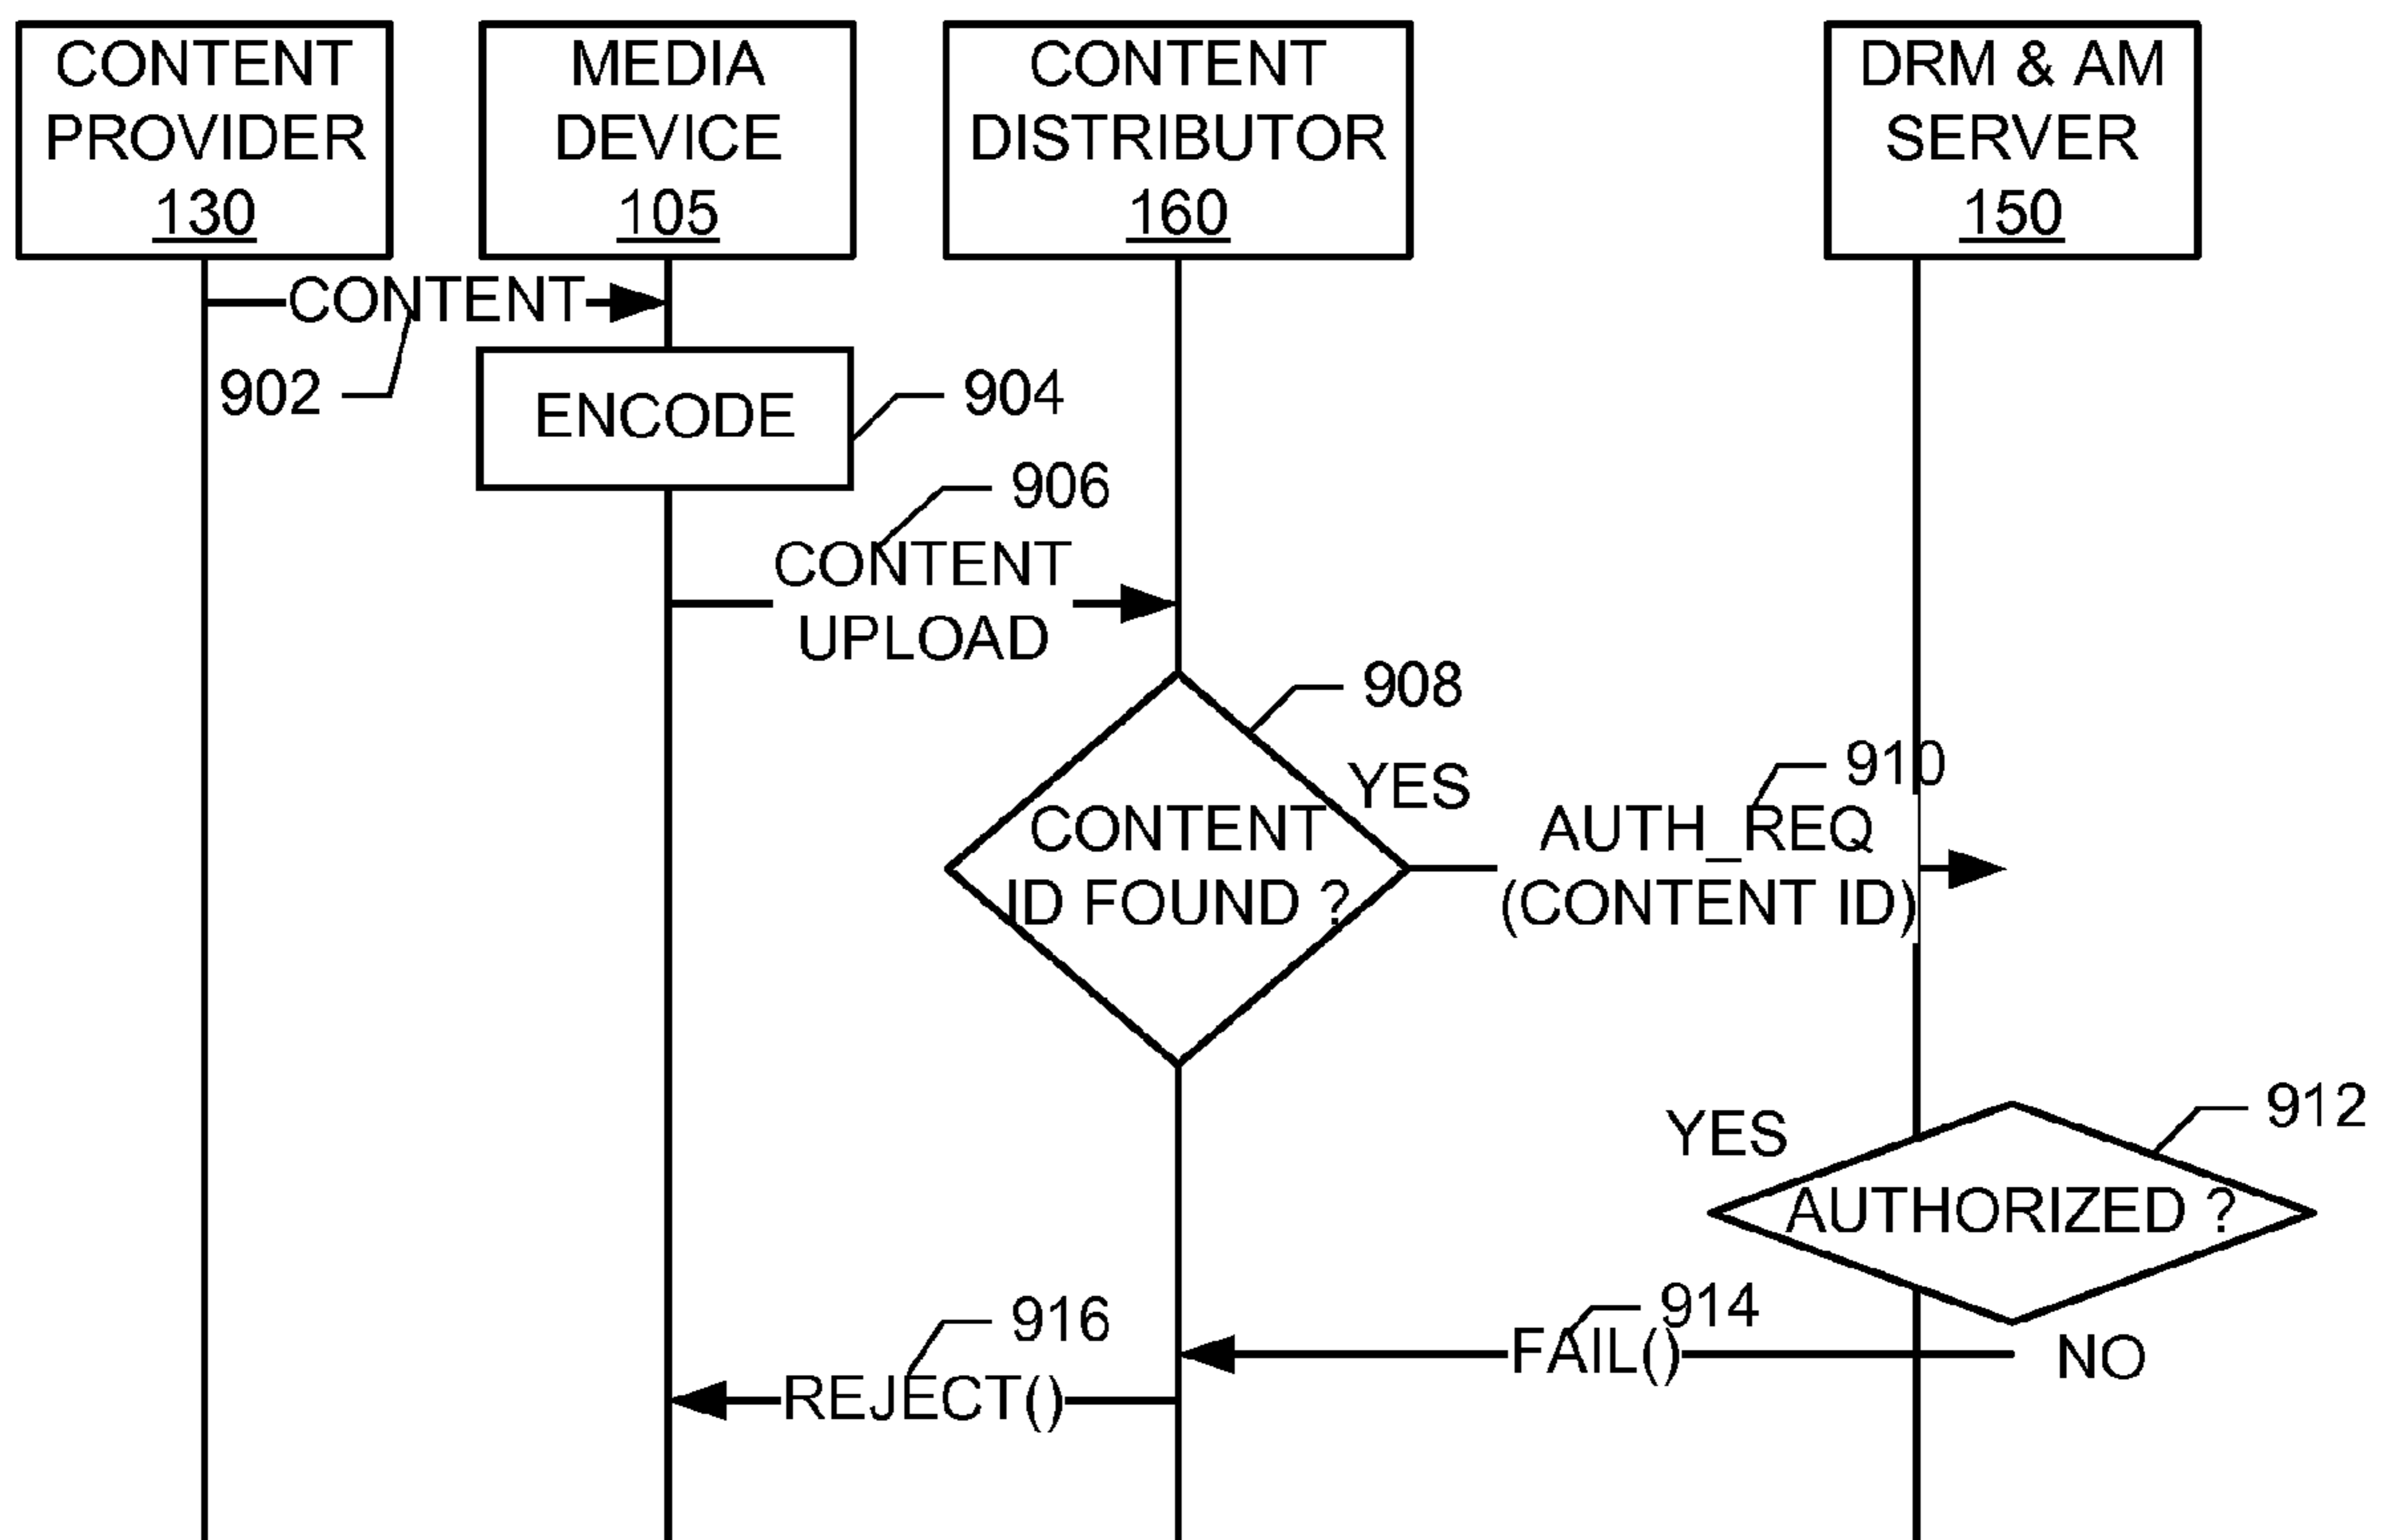 CONTENT
PROVIDER
130
MEDIA
DEVICE
105
CONTENT
DISTRIBUTOR
160
DRM & AM
SERVER
150
CONTENT
902
ENCODE
904
906
CONTENT
UPLOAD
908
YES
CONTENT
ID FOUND ?
910
AUTH_REQ
(CONTENT ID)
912
YES
AUTHORIZED ?
914
FAIL()
NO
916
REJECT()